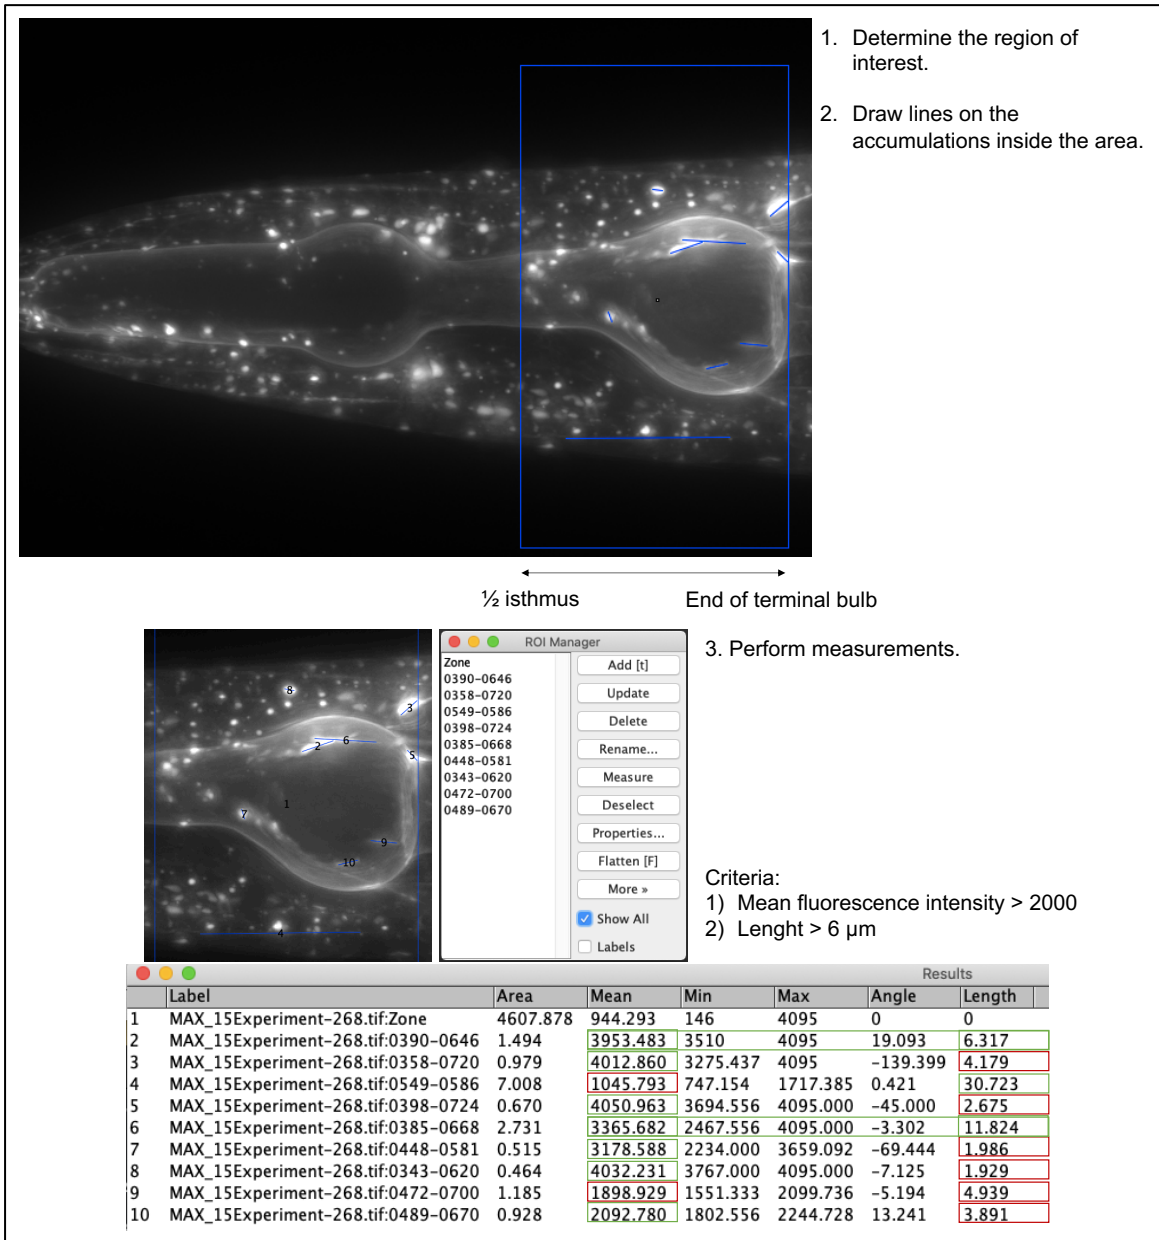 1. Determine the region of
interest.
2. Draw lines on the
accumulations inside the area.
½ isthmus
End of terminal bulb
8
3
2
6
5
1
7
9
10
4
ROI Manager
Zone
0390-0646
0358-0720
0549-0586
0398-0724
0385-0668
0448-0581
0343-0620
0472-0700
0489-0670
Add [t]
Update
Delete
Rename...
Measure
Deselect
Properties...
Flatten [F]
More »
Show All
Labels
3. Perform measurements.
Criteria:
1) Mean fluorescence intensity > 2000
2) Lenght > 6 µm
Results
Label Area Mean Min Max Angle Length
1 MAX_15Experiment-268.tif:Zone 4607.878 944.293 146 4095 0 0
2 MAX_15Experiment-268.tif:0390-0646 1.494 3953.483 3510 4095 19.093 6.317
3 MAX_15Experiment-268.tif:0358-0720 0.979 4012.860 3275.437 4095 -139.399 4.179
4 MAX_15Experiment-268.tif:0549-0586 7.008 1045.793 747.154 1717.385 0.421 30.723
5 MAX_15Experiment-268.tif:0398-0724 0.670 4050.963 3694.556 4095.000 -45.000 2.675
6 MAX_15Experiment-268.tif:0385-0668 2.731 3365.682 2467.556 4095.000 -3.302 11.824
7 MAX_15Experiment-268.tif:0448-0581 0.515 3178.588 2234.000 3659.092 -69.444 1.986
8 MAX_15Experiment-268.tif:0343-0620 0.464 4032.231 3767.000 4095.000 -7.125 1.929
9 MAX_15Experiment-268.tif:0472-0700 1.185 1898.929 1551.333 2099.736 -5.194 4.939
10 MAX_15Experiment-268.tif:0489-0670 0.928 2092.780 1802.556 2244.728 13.241 3.891